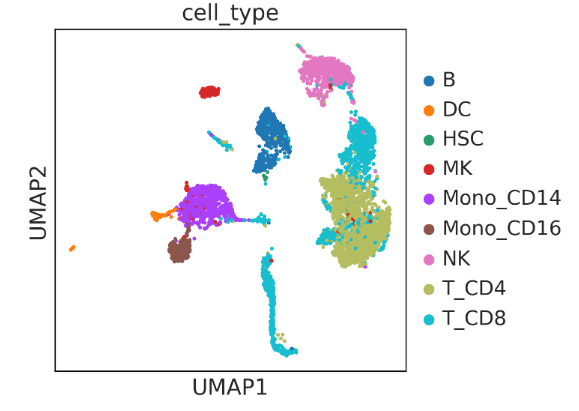 cell_type
UMAP2
UMAP1
B
DC
HSC
MK
Mono_CD14
Mono_CD16
NK
T_CD4
T_CD8